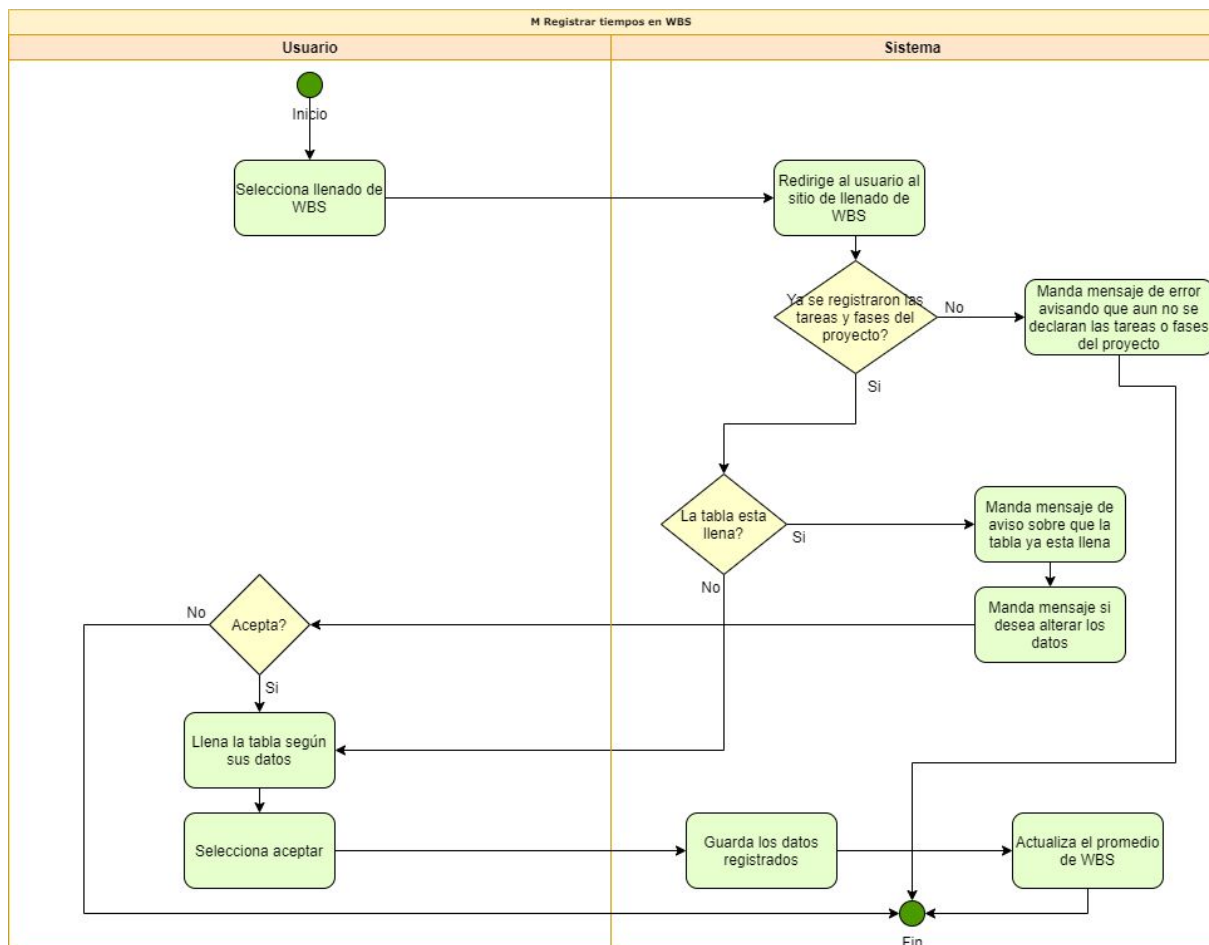 M Registrar tiempos en WBS
Usuario
Sistema
Inicio
Selecciona llenado de
WBS
Redirige al usuario al
sitio de llenado de
WBS
Ya se registraron las
tareas y fases del
proyecto?
No
Manda mensaje de error
avisando que aun no se
declaran las tareas o fases
del proyecto
Si
La tabla esta
llena?
Si
Manda mensaje de
aviso sobre que la
tabla ya esta llena
No
Manda mensaje si
desea alterar los
datos
No
Acepta?
Si
Llena la tabla según
sus datos
Selecciona aceptar
Guarda los datos
registrados
Actualiza el promedio
de WBS
Fin